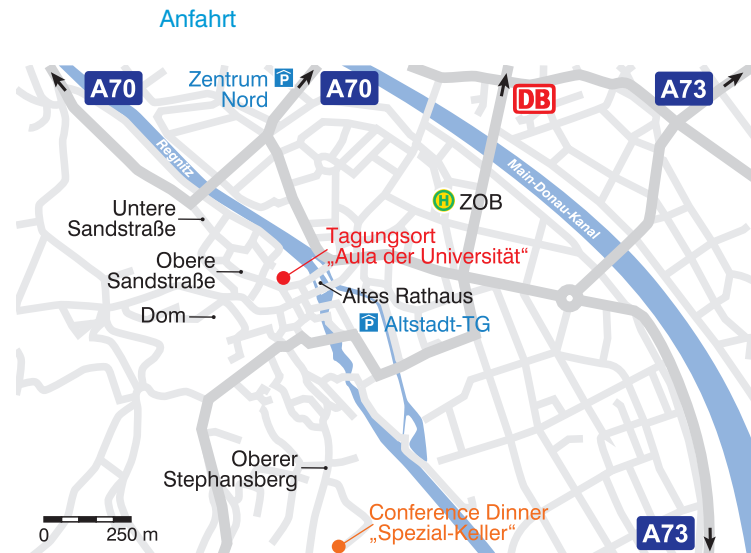 Anfahrt
A70
Zentrum P
Nord
A70
DB
A73
Regnitz
Main-Donau-Kanal
H ZOB
Untere
Sandstraße
Tagungsort
„Aula der Universität“
Obere
Sandstraße
Altes Rathaus
Dom
P Altstadt-TG
Oberer
Stephansberg
Conference Dinner
„Spezial-Keller“
0 250 m
A73